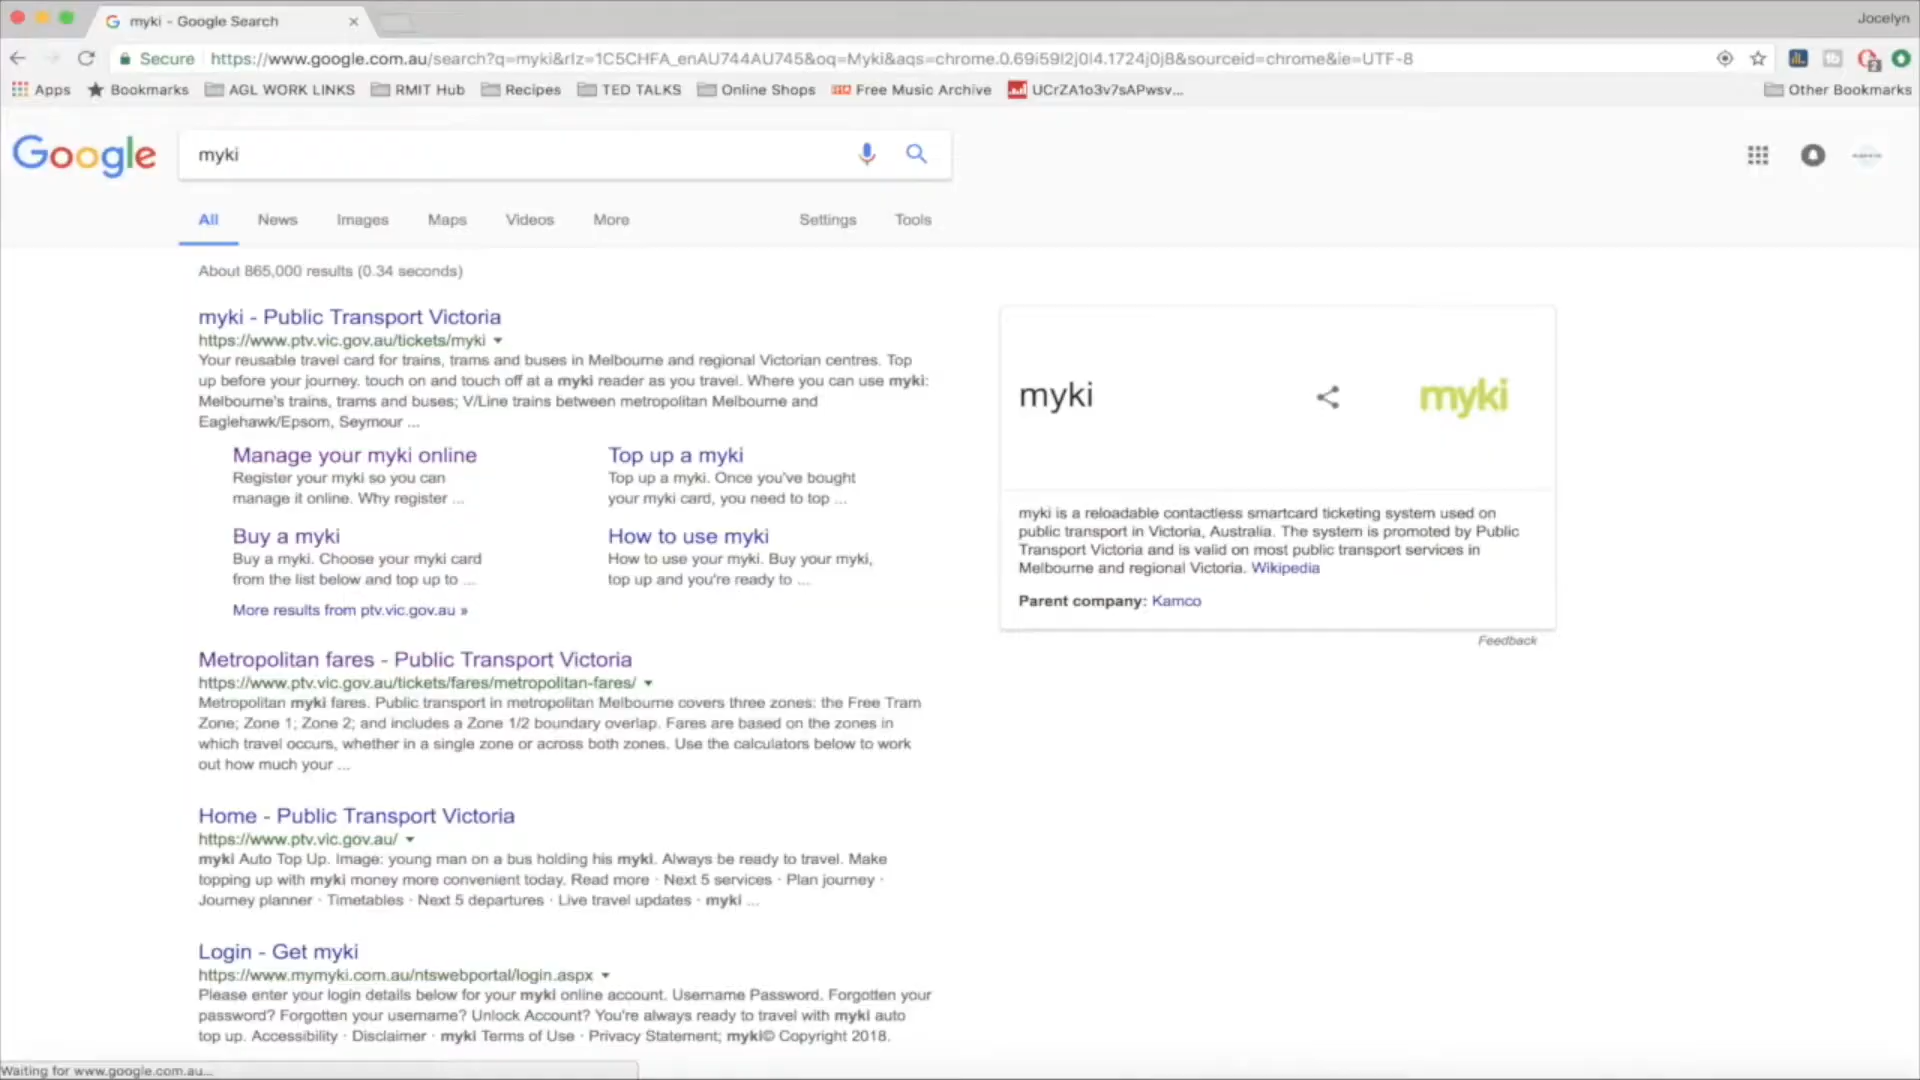 myki - Google Search
Jocelyn
Secure https://www.google.com.au/search?q=myki&rlz=1C5CHFA_enAU744AU745&oq=Myki&aqs=chrome.0.69i59l2j0l4.1724j0j8&sourceid=chrome&ie=UTF-8
Apps Bookmarks AGL WORK LINKS RMIT Hub Recipes TED TALKS Online Shops Free Music Archive UCrZA1o3v7sAPwsv... Other Bookmarks
Google myki
All News Images Maps Videos More Settings Tools
About 865,000 results (0.34 seconds)
myki - Public Transport Victoria
https://www.ptv.vic.gov.au/tickets/myki
Your reusable travel card for trains, trams and buses in Melbourne and regional Victorian centres. Top
up before your journey. touch on and touch off at a myki reader as you travel. Where you can use myki:
Melbourne's trains, trams and buses; V/Line trains between metropolitan Melbourne and
Eaglehawk/Epsom, Seymour ...
Manage your myki online
Register your myki so you can
manage it online. Why register ...
Top up a myki
Top up a myki. Once you've bought
your myki card, you need to top ...
Buy a myki
Buy a myki. Choose your myki card
from the list below and top up to ...
How to use myki
How to use your myki. Buy your myki,
top up and you're ready to ...
More results from ptv.vic.gov.au »
Metropolitan fares - Public Transport Victoria
https://www.ptv.vic.gov.au/tickets/fares/metropolitan-fares/
Metropolitan myki fares. Public transport in metropolitan Melbourne covers three zones: the Free Tram
Zone; Zone 1; Zone 2; and includes a Zone 1/2 boundary overlap. Fares are based on the zones in
which travel occurs, whether in a single zone or across both zones. Use the calculators below to work
out how much your ...
Home - Public Transport Victoria
https://www.ptv.vic.gov.au/
myki Auto Top Up. Image: young man on a bus holding his myki. Always be ready to travel. Make
topping up with myki money more convenient today. Read more · Next 5 services · Plan journey ·
Journey planner · Timetables · Next 5 departures · Live travel updates · myki ...
Login - Get myki
https://www.mymyki.com.au/ntswebportal/login.aspx
Please enter your login details below for your myki online account. Username Password. Forgotten your
password? Forgotten your username? Unlock Account? You're always ready to travel with myki auto
top up. Accessibility · Disclaimer · myki Terms of Use · Privacy Statement; myki© Copyright 2018.
myki
myki
myki is a reloadable contactless smartcard ticketing system used on
public transport in Victoria, Australia. The system is promoted by Public
Transport Victoria and is valid on most public transport services in
Melbourne and regional Victoria. Wikipedia
Parent company: Kamco
Feedback
Waiting for www.google.com.au...